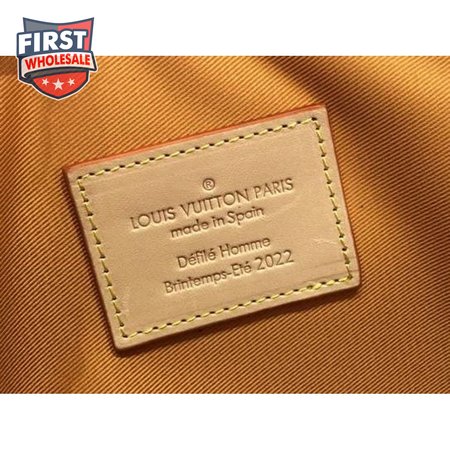 FIRST
WHOLESALE
®
LOUIS VUITTON PARIS
made in Spain
Défilé Homme
Printemps-Eté 2022